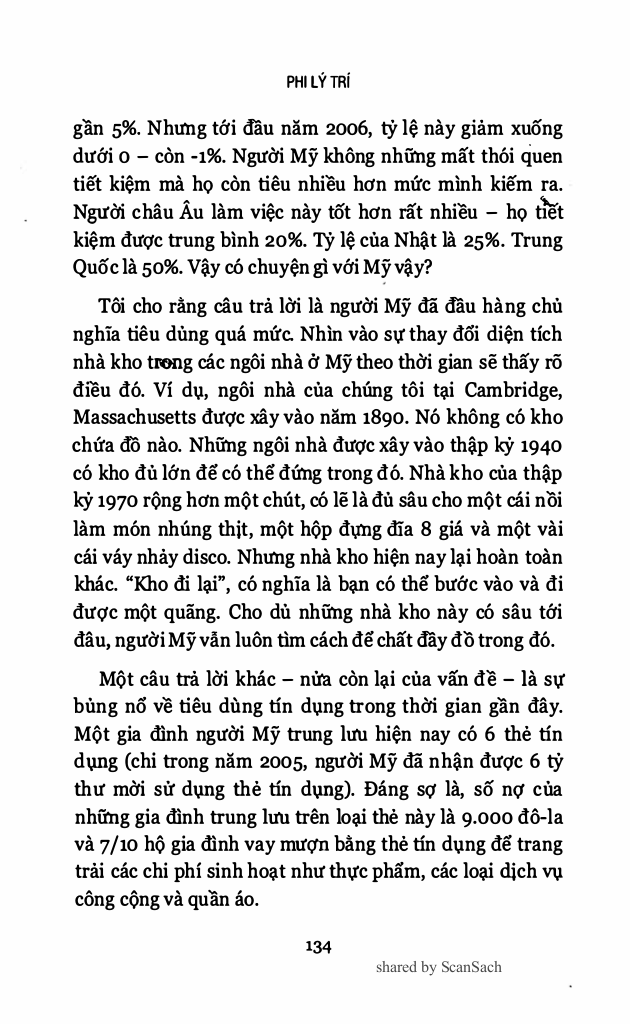 PHI LÝ TRÍ
gần 5%. Nhưng tới đầu năm 2006, tỷ lệ này giảm xuống
dưới 0 – còn -1%. Người Mỹ không những mất thói quen
tiết kiệm mà họ còn tiêu nhiều hơn mức mình kiếm ra.
Người châu Âu làm việc này tốt hơn rất nhiều – họ tiết
kiệm được trung bình 20%. Tỷ lệ của Nhật là 25%. Trung
Quốc là 50%. Vậy có chuyện gì với Mỹ vậy?
Tôi cho rằng câu trả lời là người Mỹ đã đầu hàng chủ
nghĩa tiêu dùng quá mức. Nhìn vào sự thay đổi diện tích
nhà kho trong các ngôi nhà ở Mỹ theo thời gian sẽ thấy rõ
điều đó. Ví dụ, ngôi nhà của chúng tôi tại Cambridge,
Massachusetts được xây vào năm 1890. Nó không có kho
chứa đồ nào. Những ngôi nhà được xây vào thập kỷ 1940
có kho đủ lớn để có thể đứng trong đó. Nhà kho của thập
kỷ 1970 rộng hơn một chút, có lẽ là đủ sâu cho một cái nồi
làm món nhúng thịt, một hộp đựng đĩa 8 giá và một vài
cái váy nhảy disco. Nhưng nhà kho hiện nay lại hoàn toàn
khác. “Kho đi lại”, có nghĩa là bạn có thể bước vào và đi
được một quãng. Cho dù những nhà kho này có sâu tới
đâu, người Mỹ vẫn luôn tìm cách để chất đầy đồ trong đó.
Một câu trả lời khác – nửa còn lại của vấn đề – là sự
bủng nổ về tiêu dùng tín dụng trong thời gian gần đây.
Một gia đình người Mỹ trung lưu hiện nay có 6 thẻ tín
dụng (chi trong năm 2005, người Mỹ đã nhận được 6 tỷ
thư mời sử dụng thẻ tín dụng). Đáng sợ là, số nợ của
những gia đình trung lưu trên loại thẻ này là 9.000 đô-la
và 7/10 hộ gia đình vay mượn bằng thẻ tín dụng để trang
trải các chi phí sinh hoạt như thực phẩm, các loại dịch vụ
công cộng và quần áo.
134
shared by ScanSach